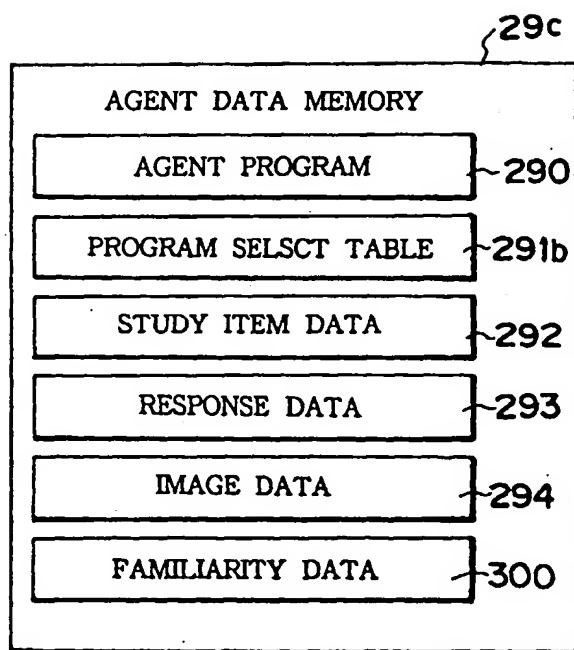 29c
AGENT DATA MEMORY
AGENT PROGRAM 290
PROGRAM SELSCT TABLE 291b
STUDY ITEM DATA 292
RESPONSE DATA 293
IMAGE DATA 294
FAMILIARITY DATA 300